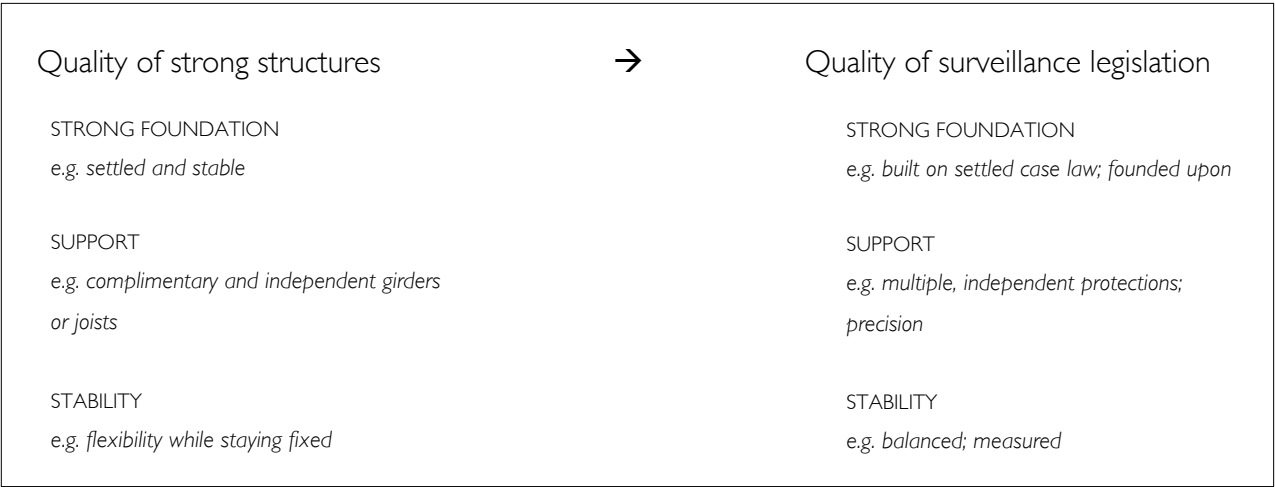 Quality of strong structures → Quality of surveillance legislation
STRONG FOUNDATION
e.g. settled and stable
SUPPORT
e.g. complimentary and independent girders
or joists
STABILITY
e.g. flexibility while staying fixed
STRONG FOUNDATION
e.g. built on settled case law; founded upon
SUPPORT
e.g. multiple, independent protections;
precision
STABILITY
e.g. balanced; measured